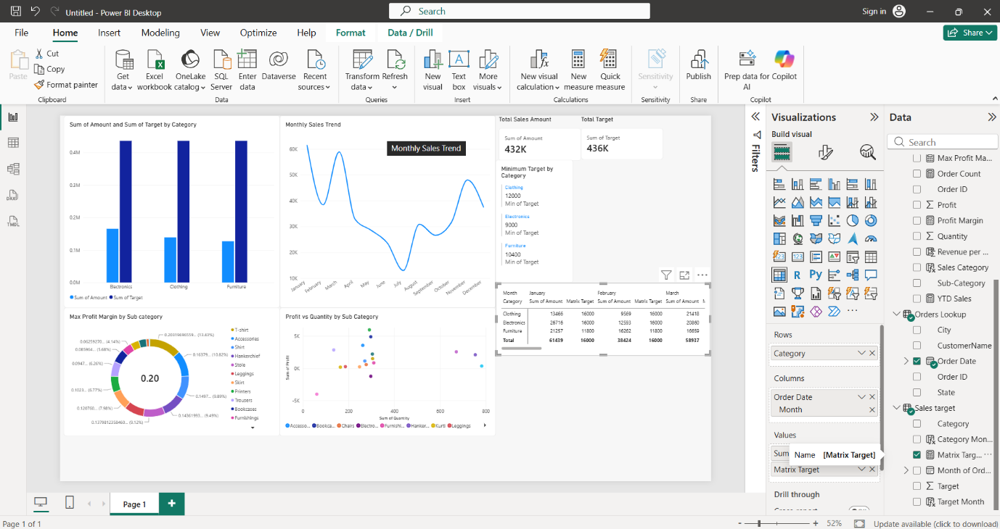 Untitled - Power BI Desktop
Search
Sign in
File Home Insert Modeling View Optimize Help Format Data / Drill
Share
Paste
Cut
Copy
Format painter
Clipboard
Get data
Excel workbook
OneLake catalog
SQL Server
Enter data
Dataverse
Recent sources
Data
Transform data
Refresh
Queries
New visual
Text box
More visuals
Insert
New visual calculation
New measure
Quick measure
Calculations
Sensitivity
Sensitivity
Publish
Share
Prep data for AI
Copilot
Copilot
Sum of Amount and Sum of Target by Category
0.4M
0.3M
0.2M
0.1M
0.0M
Electronics Clothing Furniture
Sum of Amount Sum of Target
Monthly Sales Trend
Monthly Sales Trend
60K
50K
40K
30K
20K
10K
January February March April May June July August September October November December
Total Sales Amount
Total Target
Sum of Amount
432K
Sum of Target
436K
Minimum Target by Category
Clothing
12000
Min of Target
Electronics
9000
Min of Target
Furniture
10400
Min of Target
Month January February March
Category Sum of Amount Matrix Target Sum of Amount Matrix Target Sum of Amount
Clothing 13466 16000 9569 16000 21418
Electronics 26716 16000 12593 16000 20860
Furniture 21257 11800 16262 11800 16659
Total 61439 16000 38424 16000 58937
Max Profit Margin by Sub category
0.20319696559... (13.43%)
0.16379... (10.82%)
0.1497... (9.89%)
0.14361993... (9.49%)
0.1379812358460... (9.12%)
0.120760... (7.98%)
0.1023... (6.77%)
0.0947... (6.26%)
0.085904... (5.68%)
0.06259270... (4.14%)
0.20
T-shirt
Accessories
Shirt
Hankerchief
Stole
Leggings
Skirt
Printers
Trousers
Bookcases
Furnishings
Profit vs Quantity by Sub Category
Sum of Profit
5K
0K
-5K
0 200 400 600 800
Sum of Quantity
Accesso... Bookca... Chairs Electro... Furnishi... Hanker... Kurti Leggings
Filters
Visualizations
Build visual
Rows
Category
Columns
Order Date
Month
Values
Sum
Name [Matrix Target]
Matrix Target
Drill through
Data
Search
Max Profit Ma...
Order Count
Order ID
Profit
Profit Margin
Quantity
Revenue per ...
Sales Category
Sub-Category
YTD Sales
Orders Lookup
City
CustomerName
Order Date
Order ID
State
Sales target
Category
Category Mon...
Matrix Targ...
Month of Ord...
Target
Target Month
Page 1
Page 1 of 1
- + 52%
Update available (click to download)